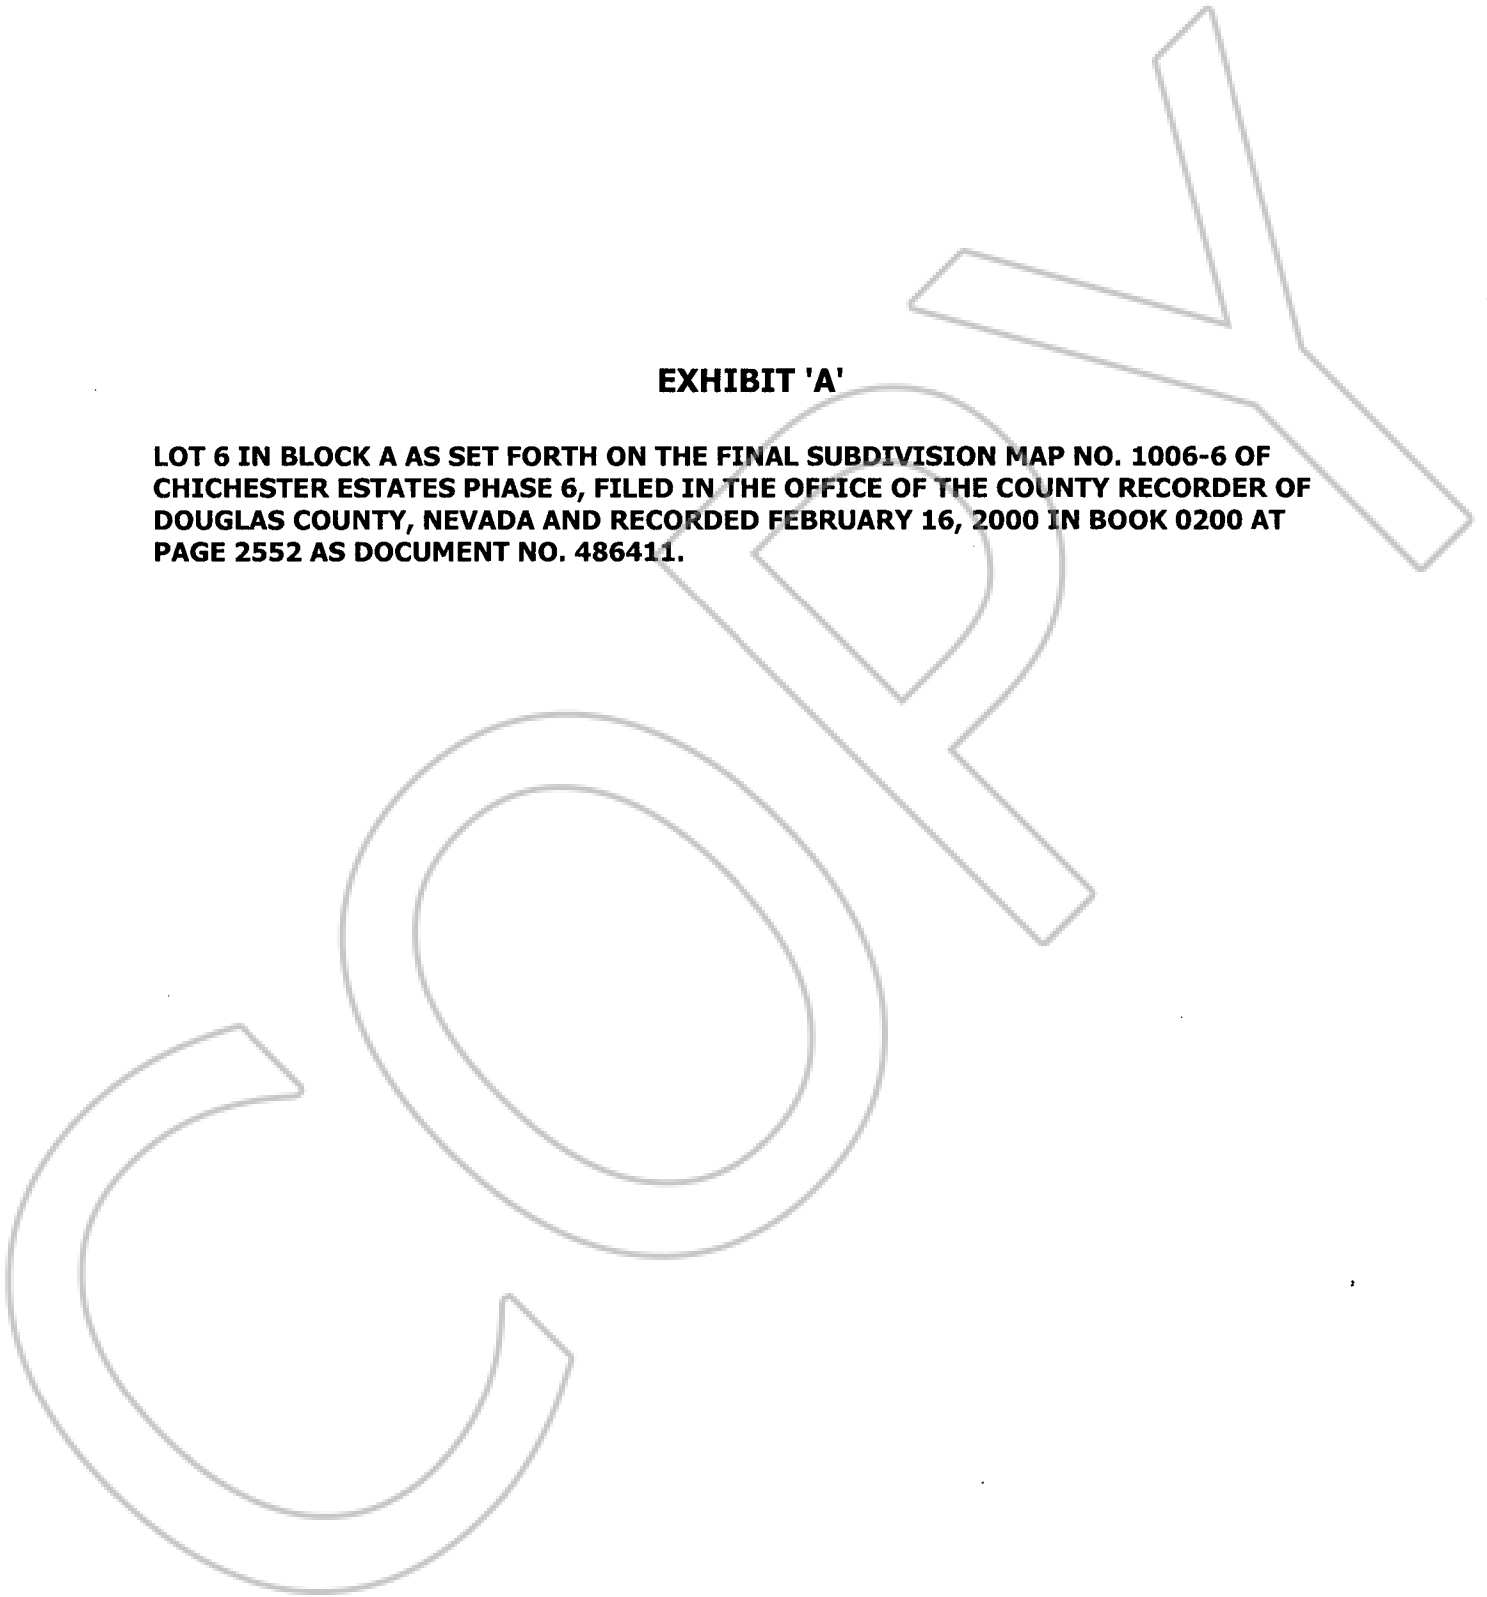 EXHIBIT 'A'
LOT 6 IN BLOCK A AS SET FORTH ON THE FINAL SUBDIVISION MAP NO. 1006-6 OF
CHICHESTER ESTATES PHASE 6, FILED IN THE OFFICE OF THE COUNTY RECORDER OF
DOUGLAS COUNTY, NEVADA AND RECORDED FEBRUARY 16, 2000 IN BOOK 0200 AT
PAGE 2552 AS DOCUMENT NO. 486411.
COPY